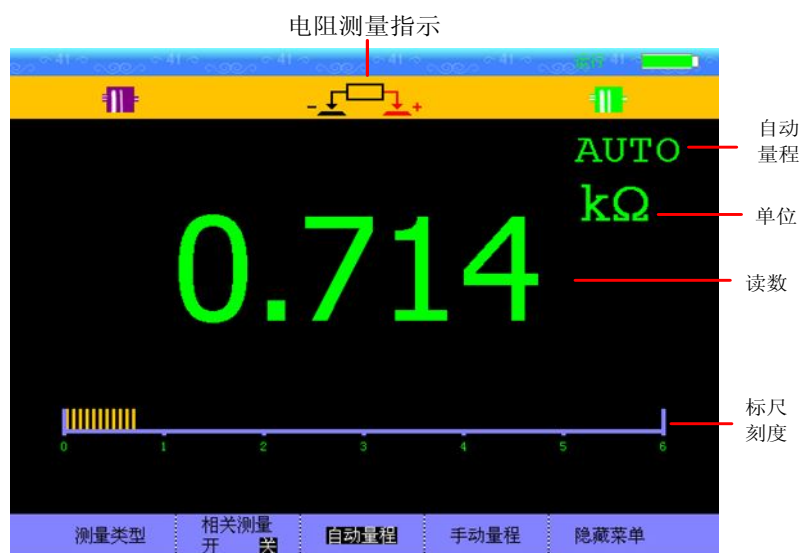 电阻测量指示
运行
- +
AUTO
自动
量程
kΩ
单位
0.714
读数
标尺
刻度
0 1 2 3 4 5 6
测量类型
相关测量
开 关
自动量程
手动量程
隐藏菜单